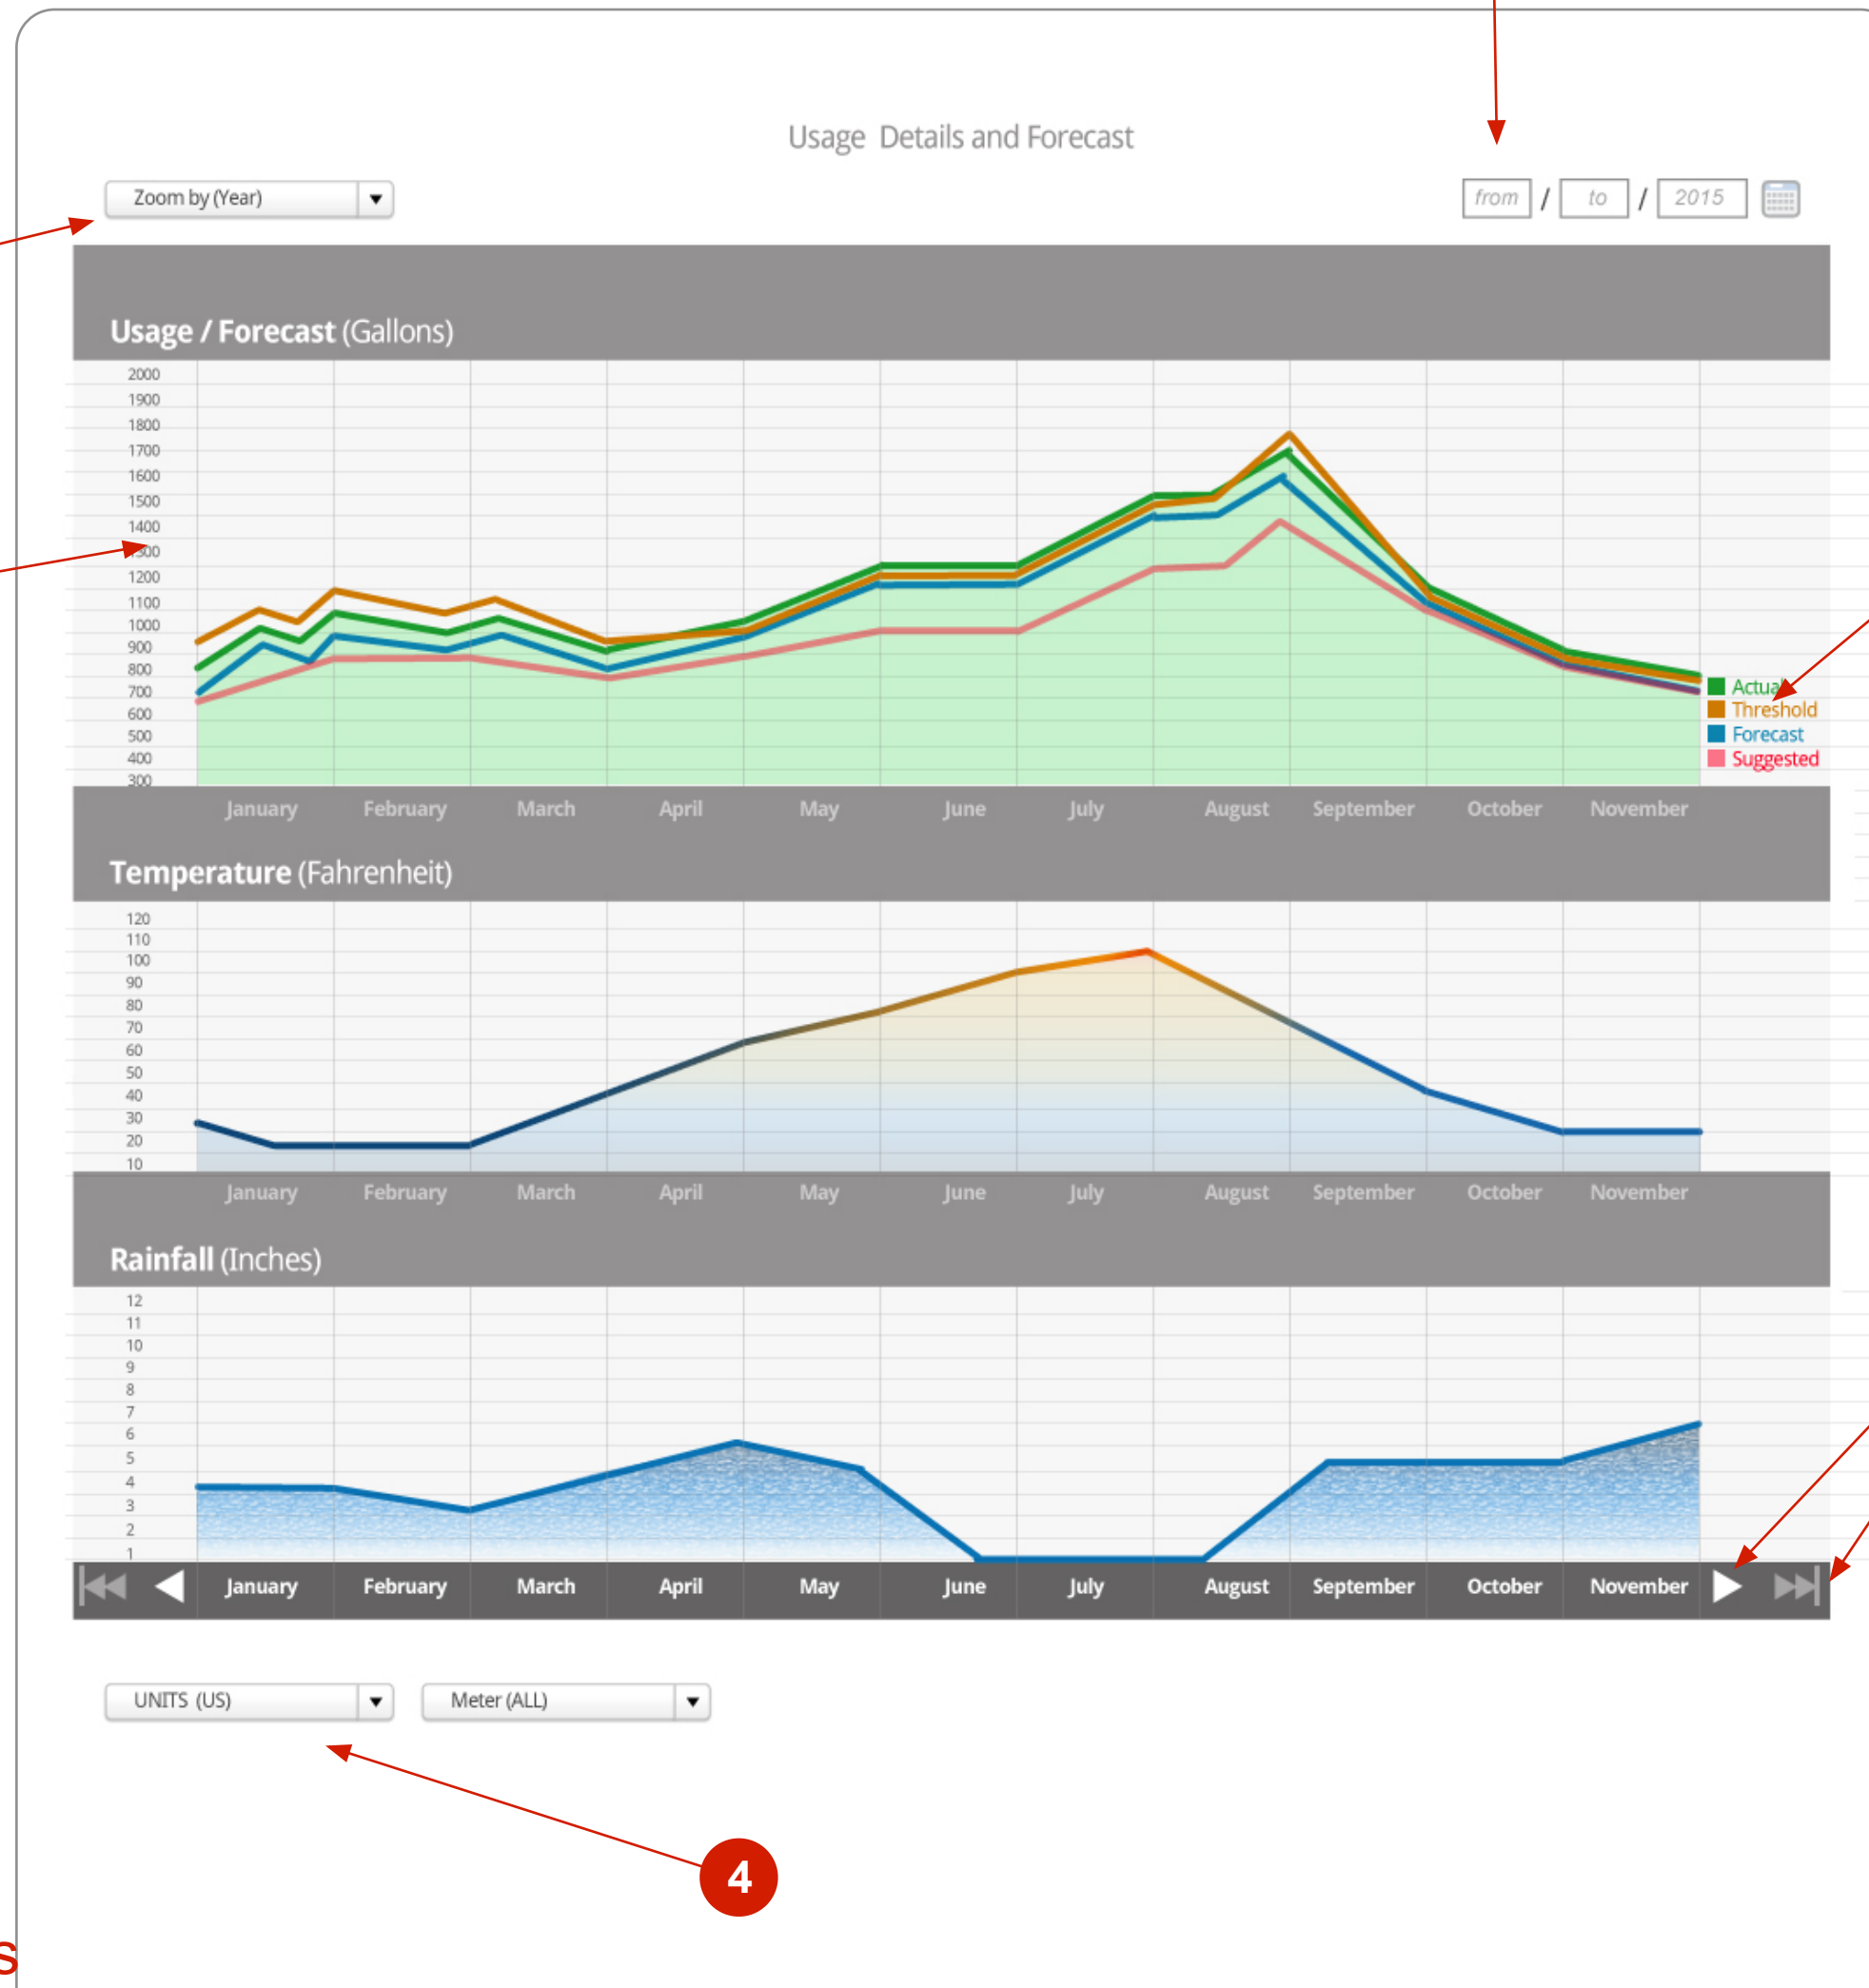 Usage Details and Forecast
Zoom by (Year)
from / to / 2015
Usage / Forecast (Gallons)
2000
1900
1800
1700
1600
1500
1400
1300
1200
1100
1000
900
800
700
600
500
400
300
Actual
Threshold
Forecast
Suggested
January February March April May June July August September October November
Temperature (Fahrenheit)
120
110
100
90
80
70
60
50
40
30
20
10
January February March April May June July August September October November
Rainfall (Inches)
12
11
10
9
8
7
6
5
4
3
2
1
January February March April May June July August September October November
UNITS (US) Meter (ALL)
4
s